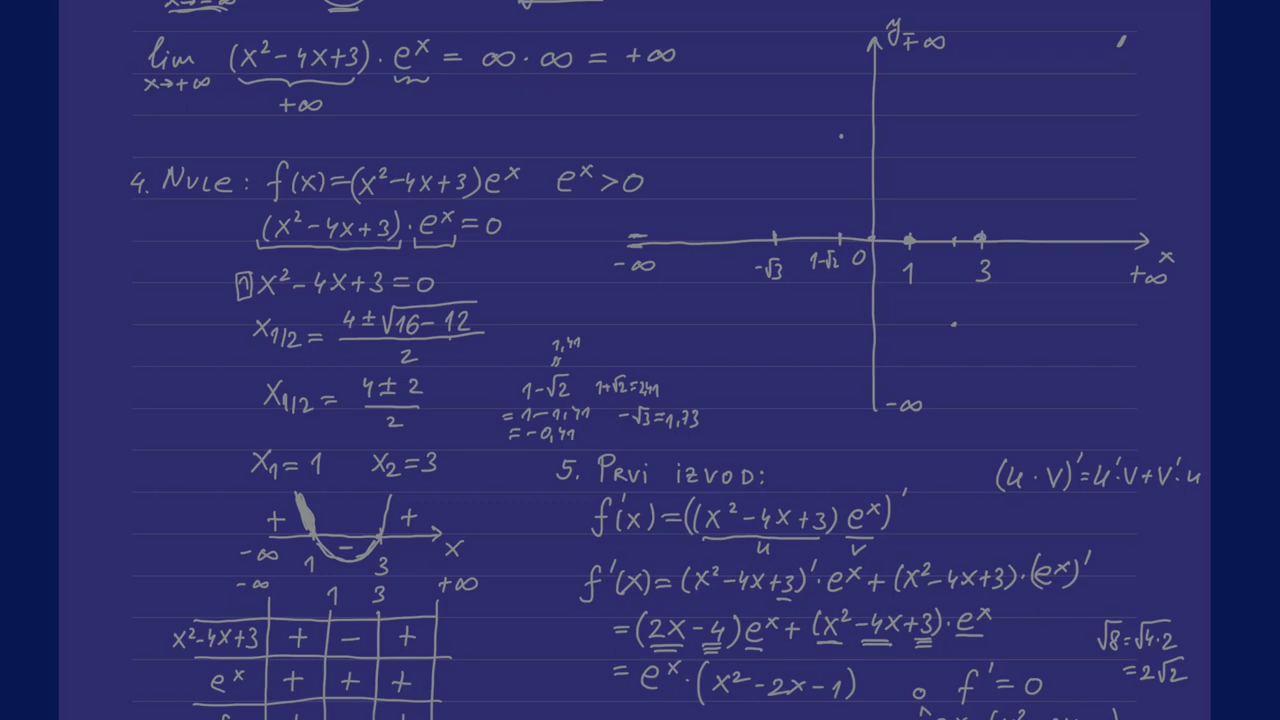 lim (x²-4x+3)·eˣ = ∞·∞ = +∞
x→+∞
+∞
4. NULE: f(x)=(x²-4x+3)eˣ eˣ>0
(x²-4x+3)·eˣ=0
1 x²-4x+3=0
x1/2= 4±√16-12
2
x1/2= 4±2
2
x₁=1 x₂=3
+ - + x
-∞ 1 3
-∞ 1 3 +∞
x²-4x+3 + - +
eˣ + + +
y +∞
-∞ -√3 1-√2 0 1 3 x
+∞
-∞
1,41
1-√2 1+√2=2,41
=1-1,41 -√3=1,73
=-0,41
5. PRVI IZVOD: (u·v)'=u'·v+v'·u
f'(x)=((x²-4x+3)eˣ)'
u v
f'(x)=(x²-4x+3)'·eˣ+(x²-4x+3)·(eˣ)'
=(2x-4)eˣ+(x²-4x+3)·eˣ
=eˣ·(x²-2x-1)
√8=√4·2
=2√2
f'=0